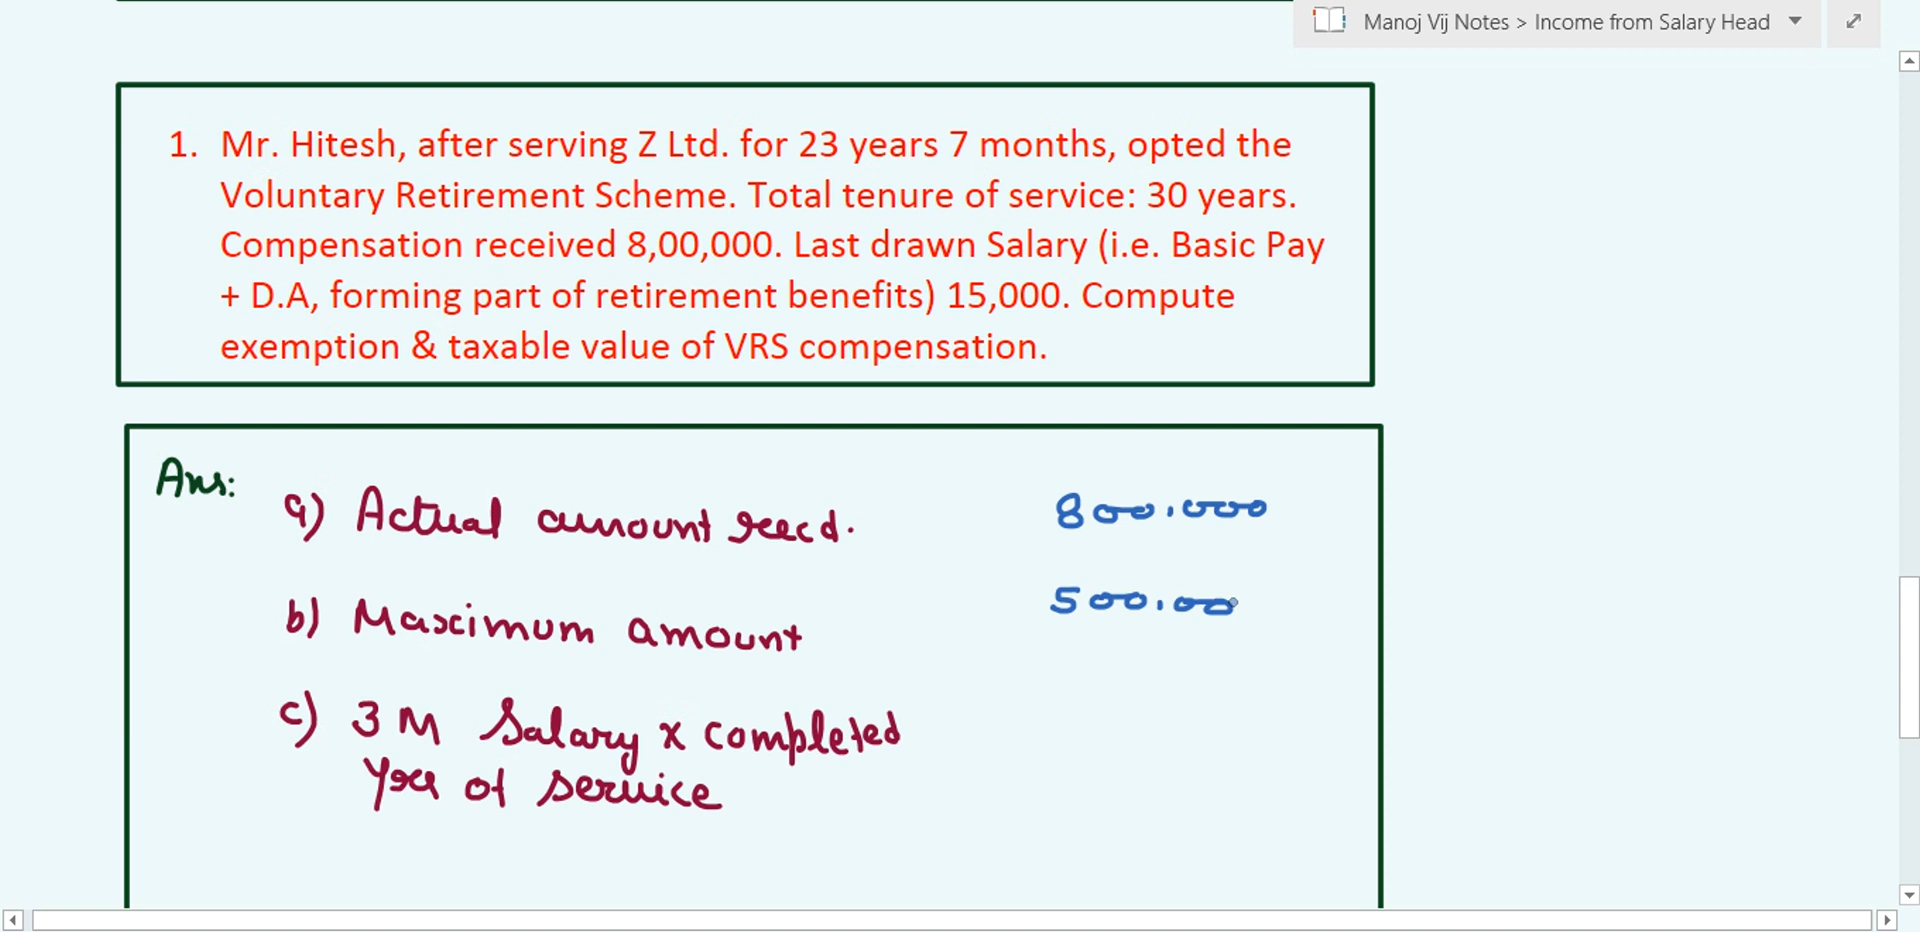 Manoj Vij Notes > Income from Salary Head
1. Mr. Hitesh, after serving Z Ltd. for 23 years 7 months, opted the
Voluntary Retirement Scheme. Total tenure of service: 30 years.
Compensation received 8,00,000. Last drawn Salary (i.e. Basic Pay
+ D.A, forming part of retirement benefits) 15,000. Compute
exemption & taxable value of VRS compensation.
Ans:
a) Actual amount recd. 800.000
b) Maximum amount 500.00
c) 3 M Salary x completed
of service